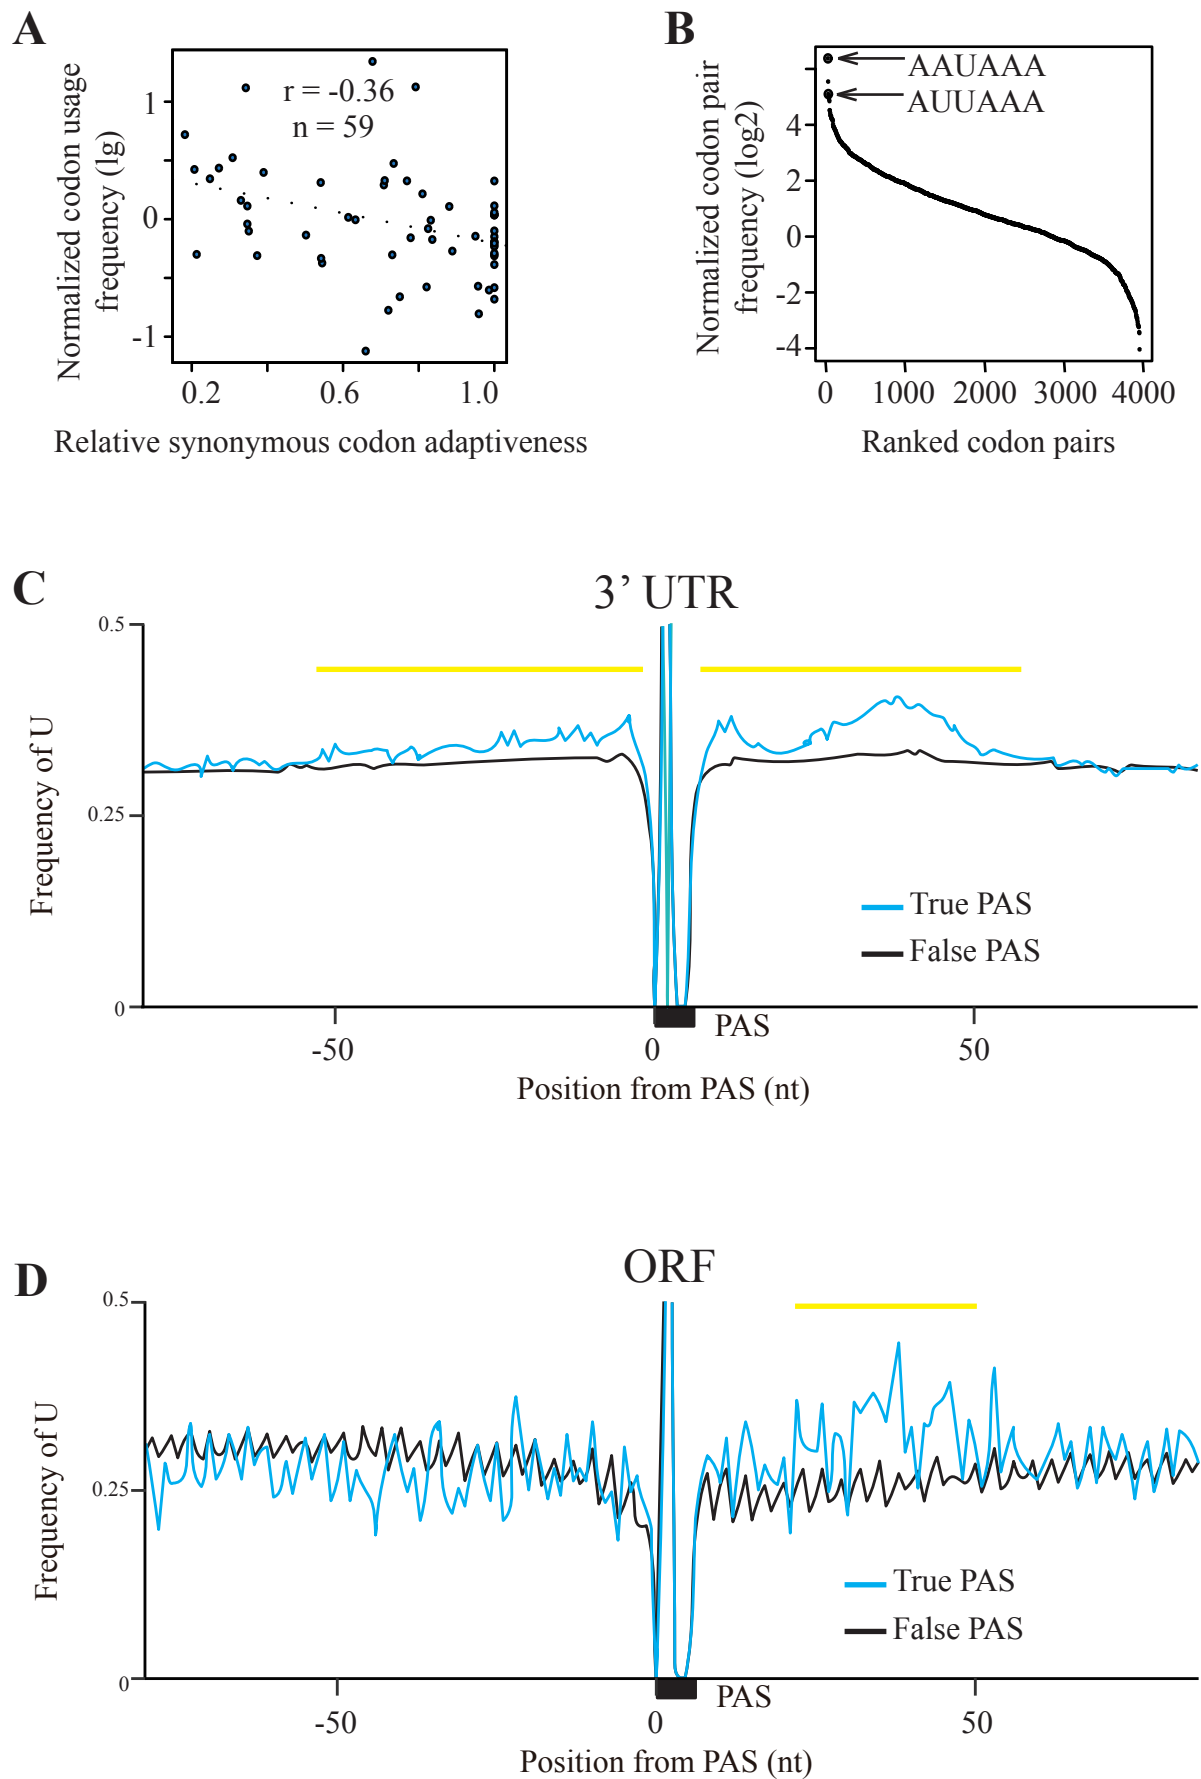 A
Normalized codon usage
frequency (lg)
1
0
-1
r = -0.36
n = 59
0.2
0.6
1.0
Relative synonymous codon adaptiveness
B
Normalized codon pair
frequency (log2)
4
2
0
-2
-4
AAUAAA
AUUAAA
0
1000
2000
3000
4000
Ranked codon pairs
C
3’ UTR
Frequency of U
0.5
0.25
0
True PAS
False PAS
PAS
-50
0
50
Position from PAS (nt)
D
ORF
Frequency of U
0.5
0.25
0
True PAS
False PAS
PAS
-50
0
50
Position from PAS (nt)